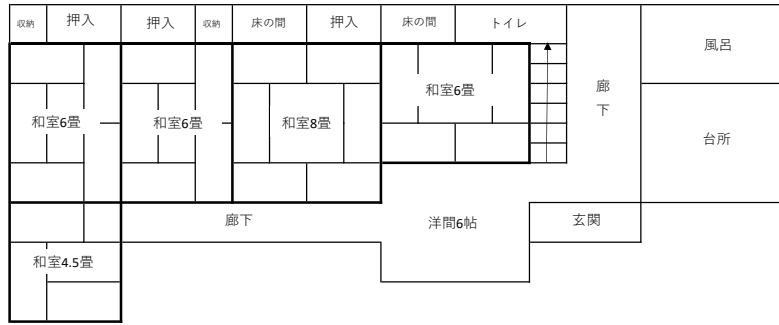 収納
押入
押入
収納
床の間
押入
床の間
トイレ
風呂
廊下
和室6畳
和室6畳
和室8畳
和室6畳
台所
廊下
洋間6帖
玄関
和室4.5畳